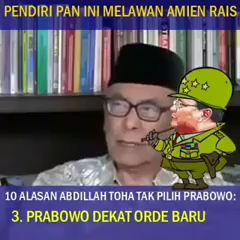 PENDIRI PAN INI MELAWAN AMIEN RAIS
10 ALASAN ABDILLAH TOHA TAK PILIH PRABOWO:
3. PRABOWO DEKAT ORDE BARU